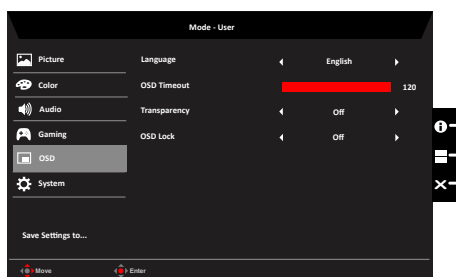 Mode - User
Picture
Language English
Color
OSD Timeout 120
Audio
Transparency Off
Gaming
OSD Lock Off
OSD
System
Save Settings to...
Move Enter